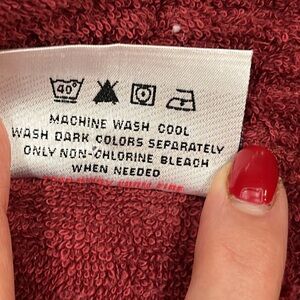 40°
MACHINE WASH COOL
WASH DARK COLORS SEPARATELY
ONLY NON-CHLORINE BLEACH
WHEN NEEDED